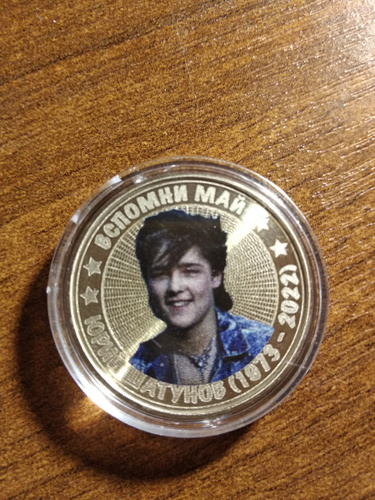 ВСПОМНИ МАЙ
ЮРИЙ ШАТУНОВ (1973 - 2022)